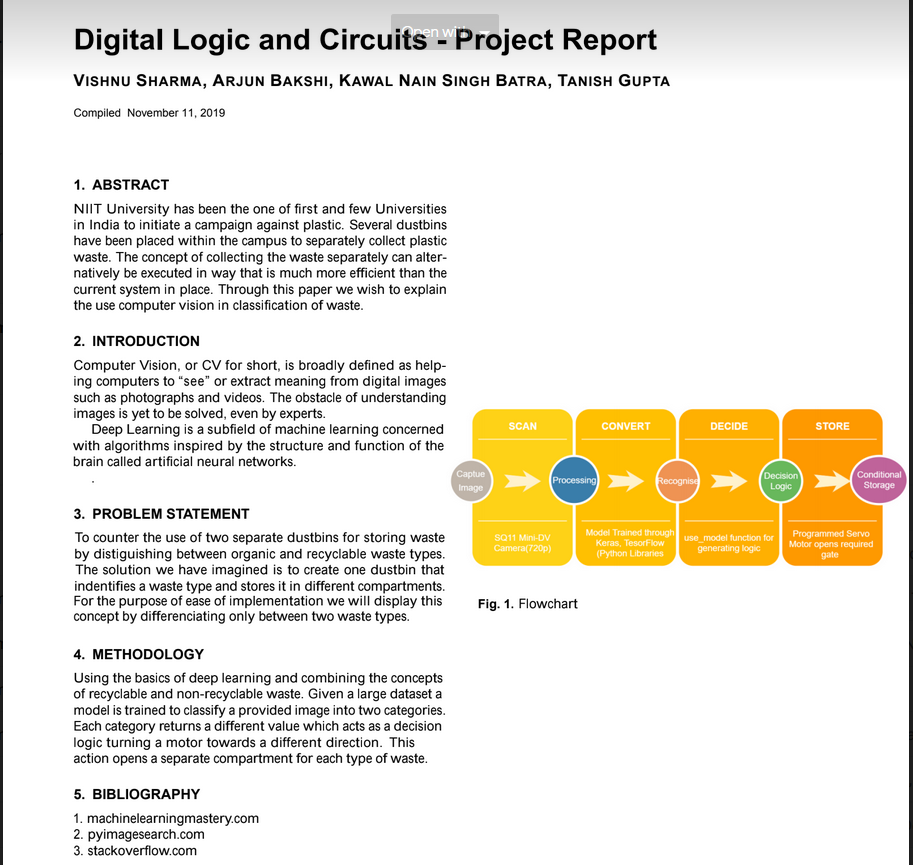 Open with
Digital Logic and Circuits - Project Report
VISHNU SHARMA, ARJUN BAKSHI, KAWAL NAIN SINGH BATRA, TANISH GUPTA
Compiled November 11, 2019
1. ABSTRACT
NIIT University has been the one of first and few Universities
in India to initiate a campaign against plastic. Several dustbins
have been placed within the campus to separately collect plastic
waste. The concept of collecting the waste separately can alter-
natively be executed in way that is much more efficient than the
current system in place. Through this paper we wish to explain
the use computer vision in classification of waste.
2. INTRODUCTION
Computer Vision, or CV for short, is broadly defined as help-
ing computers to “see” or extract meaning from digital images
such as photographs and videos. The obstacle of understanding
images is yet to be solved, even by experts.
Deep Learning is a subfield of machine learning concerned
with algorithms inspired by the structure and function of the
brain called artificial neural networks.
.
3. PROBLEM STATEMENT
To counter the use of two separate dustbins for storing waste
by distiguishing between organic and recyclable waste types.
The solution we have imagined is to create one dustbin that
indentifies a waste type and stores it in different compartments.
For the purpose of ease of implementation we will display this
concept by differenciating only between two waste types.
4. METHODOLOGY
Using the basics of deep learning and combining the concepts
of recyclable and non-recyclable waste. Given a large dataset a
model is trained to classify a provided image into two categories.
Each category returns a different value which acts as a decision
logic turning a motor towards a different direction. This
action opens a separate compartment for each type of waste.
5. BIBLIOGRAPHY
1. machinelearningmastery.com
2. pyimagesearch.com
3. stackoverflow.com
SCAN
CONVERT
DECIDE
STORE
Captue
Image
Processing
Recognise
Decision
Logic
Conditional
Storage
SQ11 Mini-DV
Camera(720p)
Model Trained through
Keras, TesorFlow
(Python Libraries
use_model function for
generating logic
Programmed Servo
Motor opens required
gate
Fig. 1. Flowchart